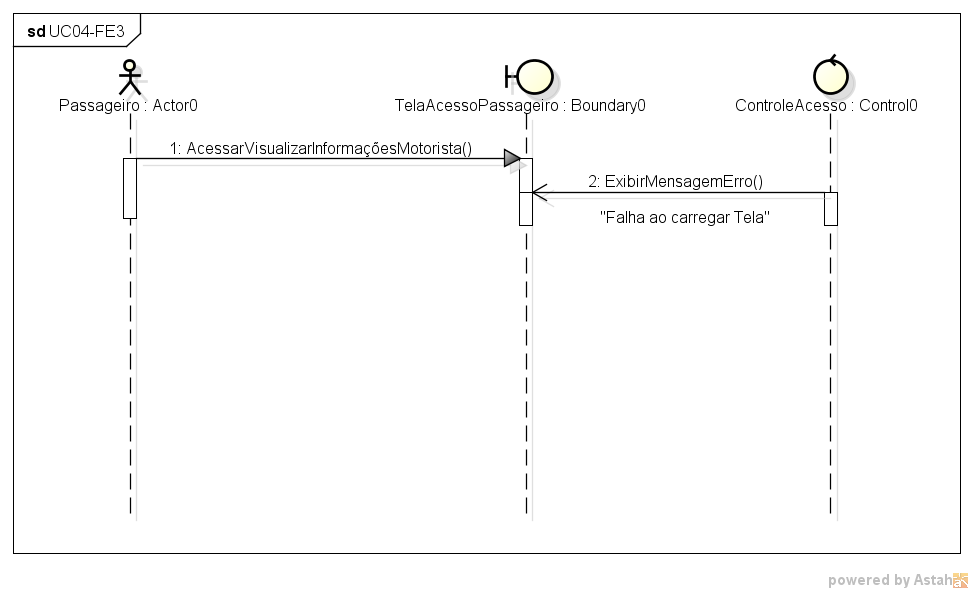 sd UC04-FE3
Passageiro : Actor0
TelaAcessoPassageiro : Boundary0
ControleAcesso : Control0
1: AcessarVisualizarInformaçõesMotorista()
2: ExibirMensagemErro()
"Falha ao carregar Tela"
powered by Astah